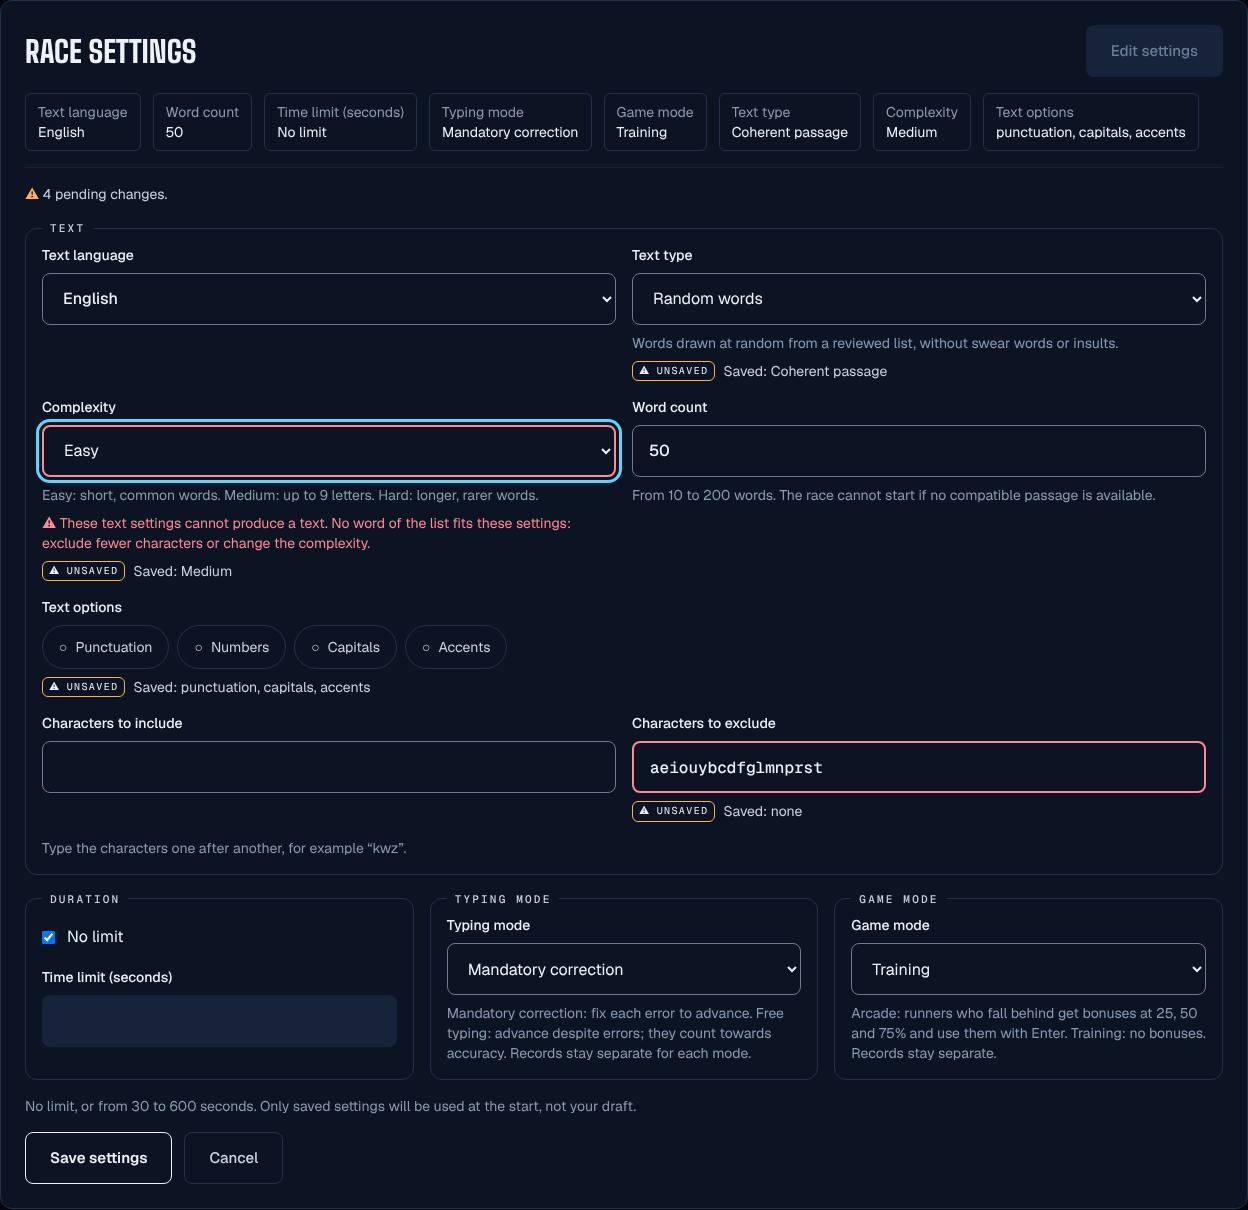 RACE SETTINGS
Edit settings
Text language
English
Word count
50
Time limit (seconds)
No limit
Typing mode
Mandatory correction
Game mode
Training
Text type
Coherent passage
Complexity
Medium
Text options
punctuation, capitals, accents
4 pending changes.
TEXT
Text language
English
Text type
Random words
Words drawn at random from a reviewed list, without swear words or insults.
UNSAVED Saved: Coherent passage
Complexity
Easy
Easy: short, common words. Medium: up to 9 letters. Hard: longer, rarer words.
These text settings cannot produce a text. No word of the list fits these settings:
exclude fewer characters or change the complexity.
UNSAVED Saved: Medium
Word count
50
From 10 to 200 words. The race cannot start if no compatible passage is available.
Text options
Punctuation
Numbers
Capitals
Accents
UNSAVED Saved: punctuation, capitals, accents
Characters to include
Characters to exclude
aeiouybcdfglmnprst
UNSAVED Saved: none
Type the characters one after another, for example “kwz”.
DURATION
No limit
Time limit (seconds)
TYPING MODE
Typing mode
Mandatory correction
Mandatory correction: fix each error to advance. Free
typing: advance despite errors; they count towards
accuracy. Records stay separate for each mode.
GAME MODE
Game mode
Training
Arcade: runners who fall behind get bonuses at 25, 50
and 75% and use them with Enter. Training: no bonuses.
Records stay separate.
No limit, or from 30 to 600 seconds. Only saved settings will be used at the start, not your draft.
Save settings
Cancel